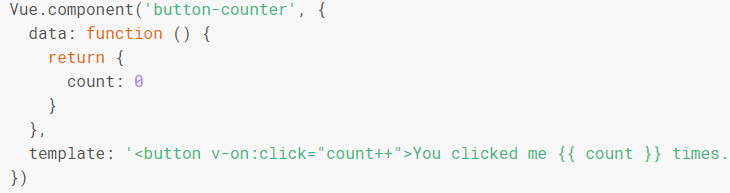 Vue.component('button-counter', {
  data: function () {
    return {
      count: 0
    }
  },
  template: '<button v-on:click="count++">You clicked me {{ count }} times.
})